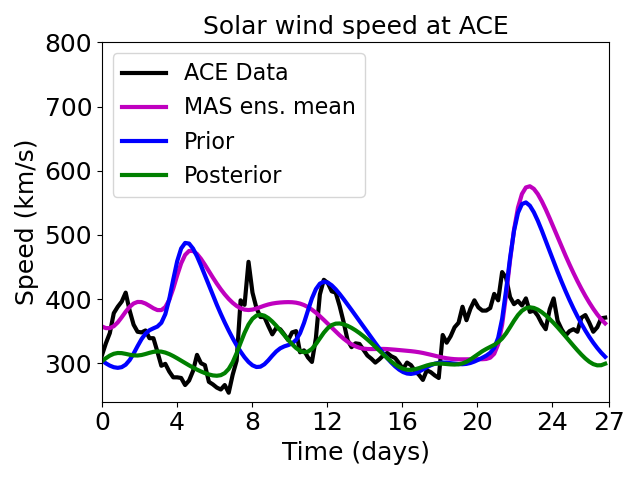 Solar wind speed at ACE
800
700
600
500
400
300
Speed (km/s)
ACE Data
MAS ens. mean
Prior
Posterior
0 4 8 12 16 20 24 27
Time (days)